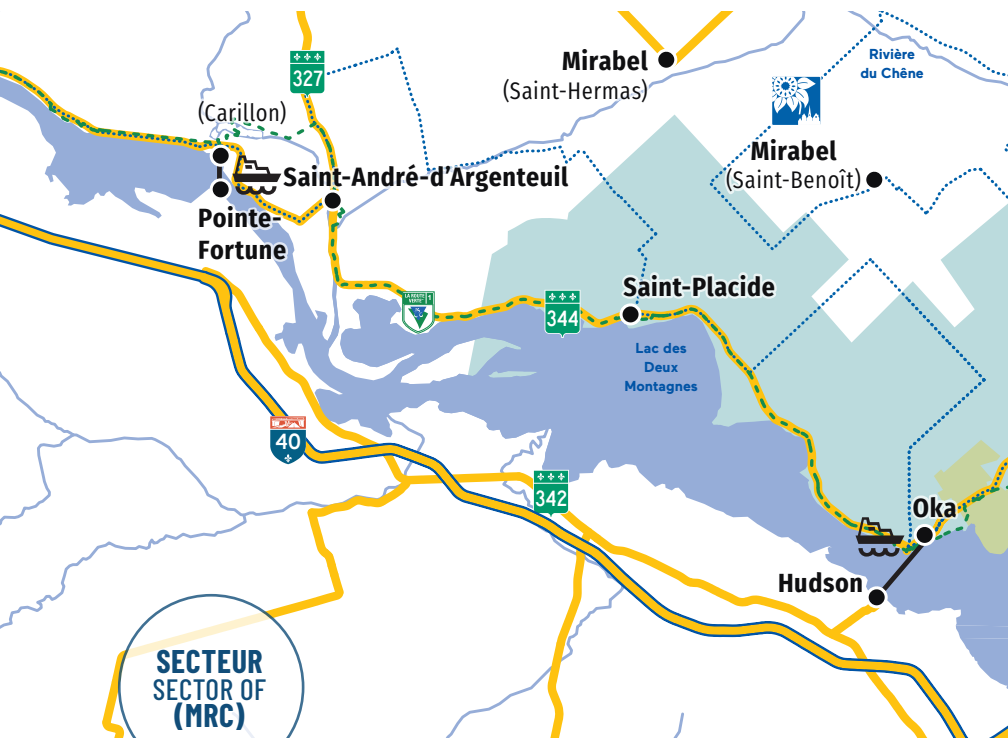 Mirabel
(Saint-Hermas)
Rivière
du Chêne
327
(Carillon)
Mirabel
(Saint-Benoît)
Saint-André-d'Argenteuil
Pointe-
Fortune
LA ROUTE
VERTE
1
344
Saint-Placide
Lac des
Deux
Montagnes
40
342
Oka
Hudson
SECTEUR
SECTOR OF
(MRC)